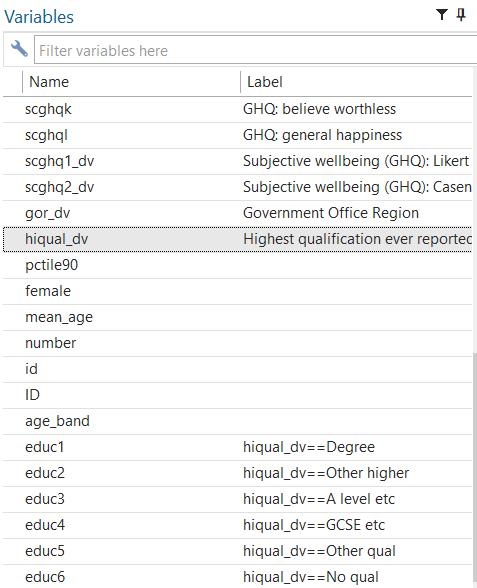 Variables
Filter variables here
Name Label
scghqk GHQ: believe worthless
scghql GHQ: general happiness
scghq1_dv Subjective wellbeing (GHQ): Likert
scghq2_dv Subjective wellbeing (GHQ): Casen
gor_dv Government Office Region
hiqual_dv Highest qualification ever reported
pctile90
female
mean_age
number
id
ID
age_band
educ1 hiqual_dv==Degree
educ2 hiqual_dv==Other higher
educ3 hiqual_dv==A level etc
educ4 hiqual_dv==GCSE etc
educ5 hiqual_dv==Other qual
educ6 hiqual_dv==No qual